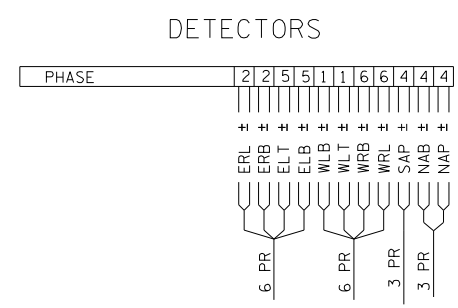 DETECTORS
PHASE 2 2 5 5 1 1 6 6 4 4 4
ERL ±
ERB ±
ELT ±
ELB ±
WLB ±
WLT ±
WRB ±
WRL ±
SAP ±
NAB ±
NAP ±
6 PR
6 PR
3 PR
3 PR